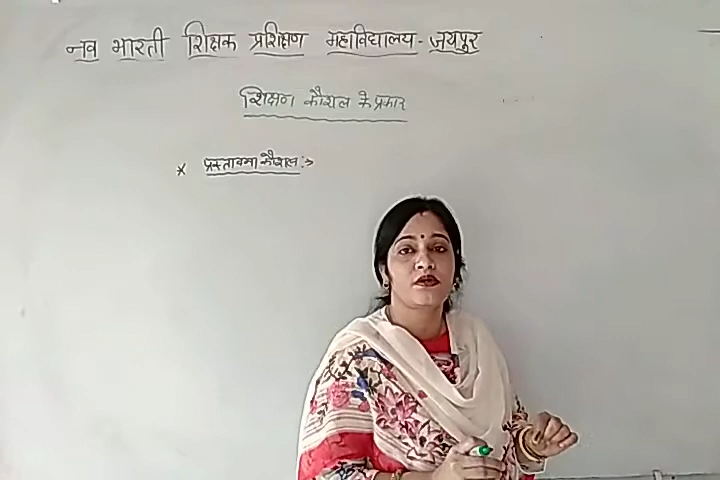 नव भारती शिक्षक प्रशिक्षण महाविद्यालय - जयपुर
शिक्षण कौशल के प्रकार
* प्रस्तावना कौशल :->